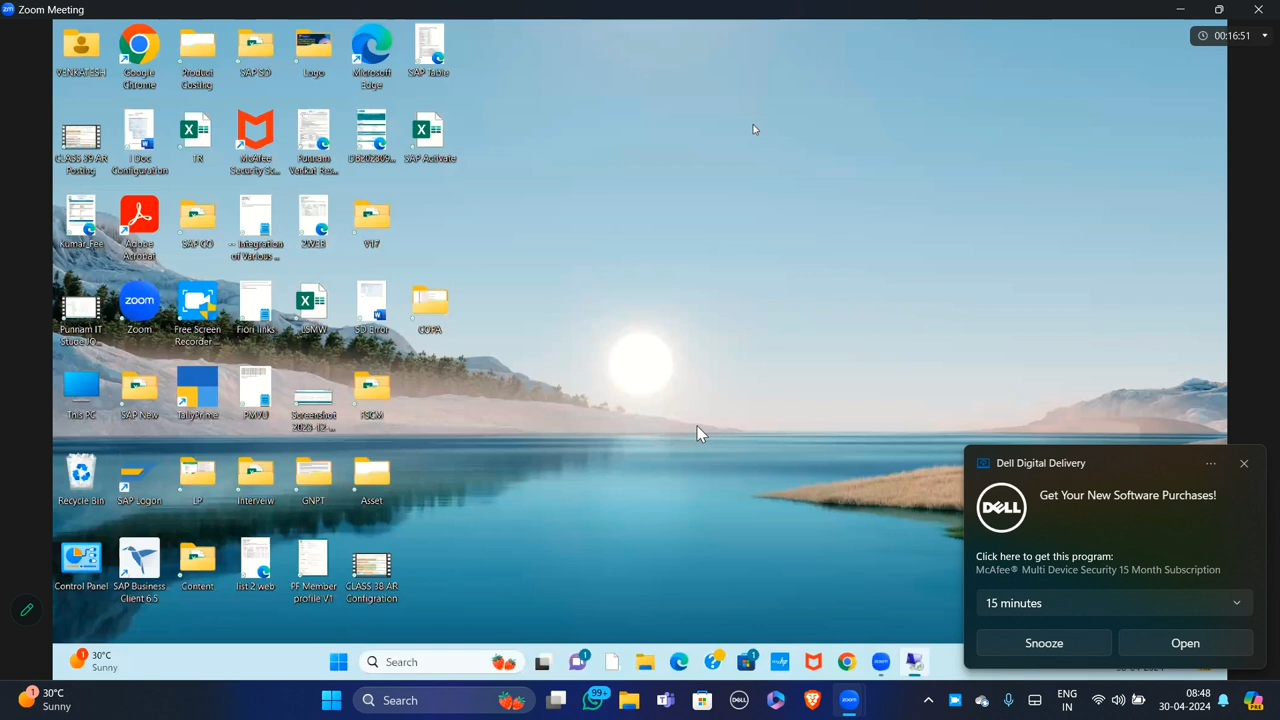 Zoom Meeting
00:16:51
VENKATESH
Google
Chrome
Product
Costing
SAP SD
Logo
Microsoft
Edge
SAP Table
CLASS 39 AR
Posting
I Doc
Configuration
TR
McAfee
Security Sc...
Punnam
Venkat Res...
DB202309...
SAP Activate
Kumar_Fee
Adobe
Acrobat
SAP CO
-- Integration
of Various ...
2WEB
VTF
Punnam IT
zoom
Zoom
Free Screen
Recorder ...
Fiori links
LSMW
SD Error
COPA
This PC
SAP New
TallyPrime
PMVU
Screenshot
2023-12-...
FSCM
Recycle Bin
SAP Logon
LP
Interveiw
GNPT
Asset
Control Panel
SAP Business
Client 6.5
Content
list 2 web
PF Member
profile V1
CLASS 38 AR
Configration
Dell Digital Delivery
DELL
Get Your New Software Purchases!
Click here to get this program:
McAfee® Multi Device Security 15 Month Subscription
15 minutes
Snooze
Open
30°C
Sunny
Search
30°C
Sunny
Search
99+
ENG
IN
08:48
30-04-2024